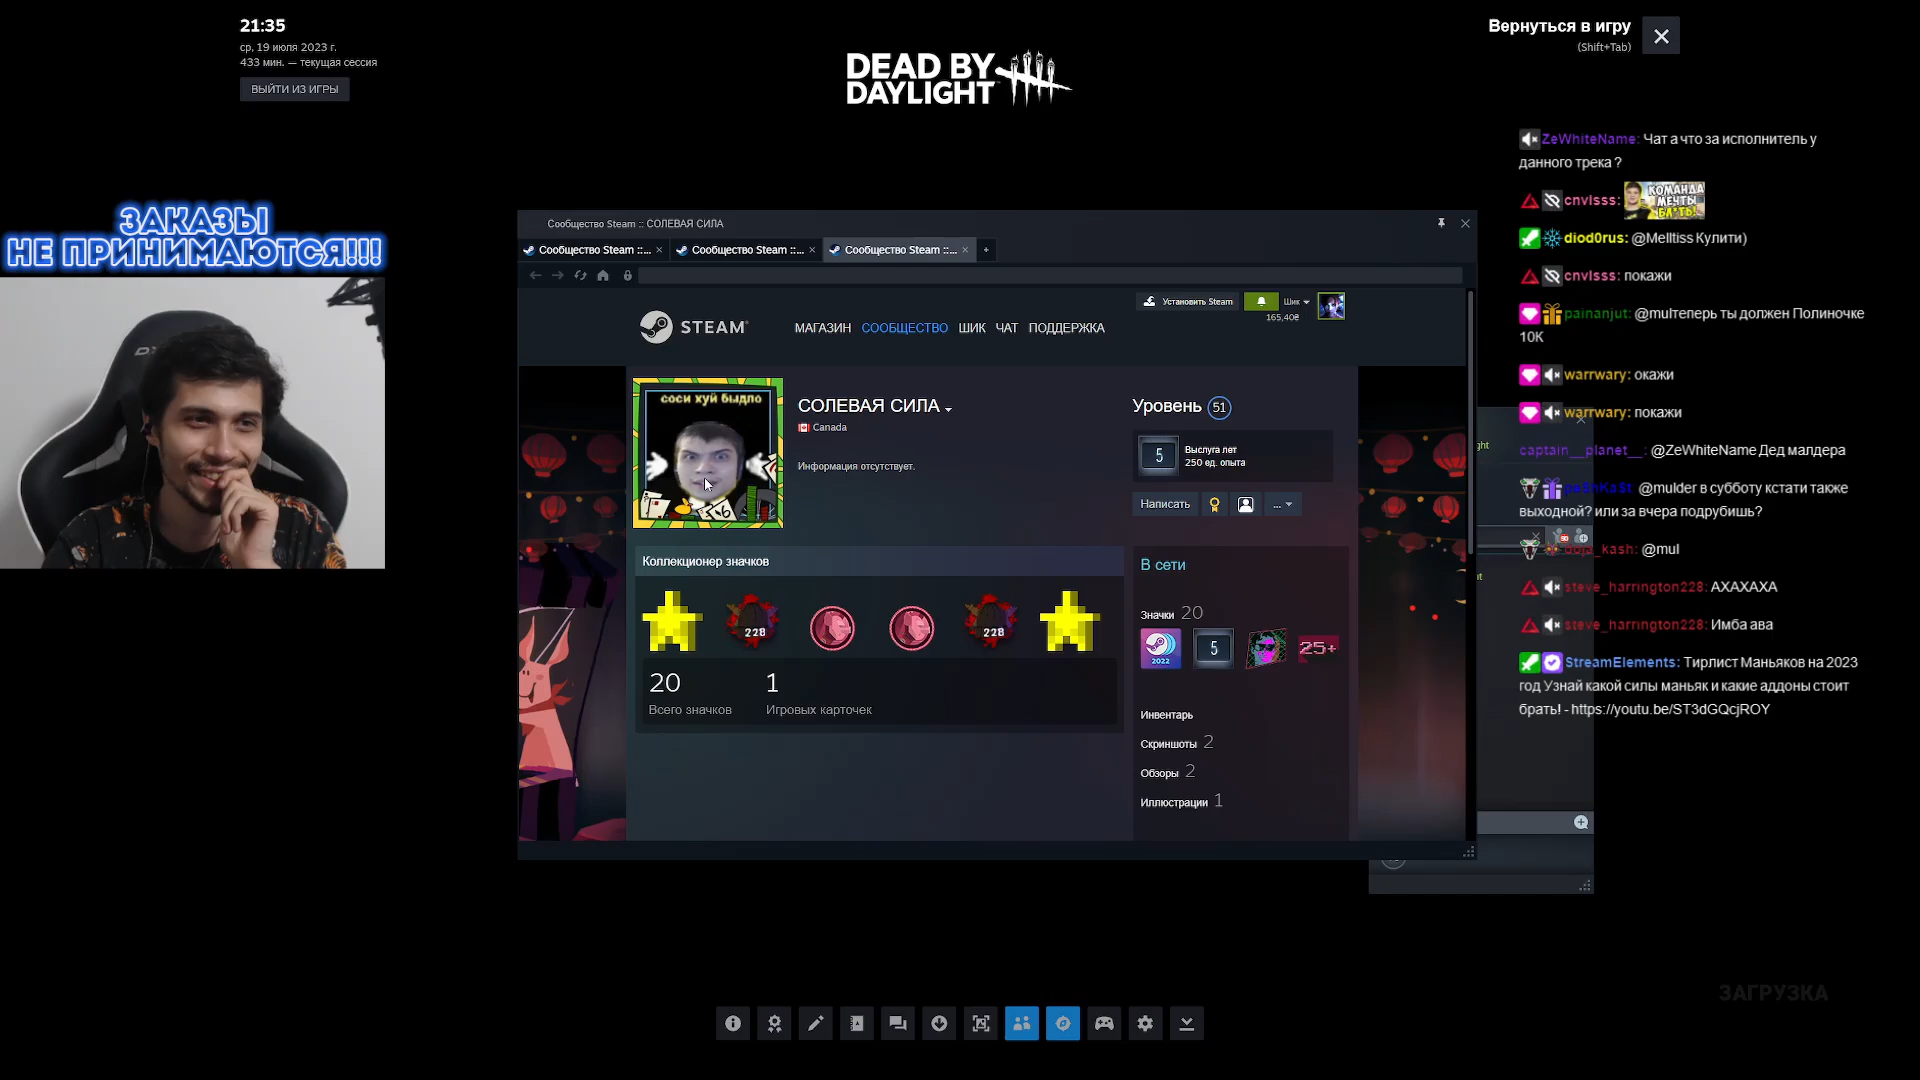 21:35
ср, 19 июля 2023 г.
433 мин. — текущая сессия
ВЫЙТИ ИЗ ИГРЫ
DEAD BY
DAYLIGHT
Вернуться в игру
(Shift+Tab)
ЗАКАЗЫ
НЕ ПРИНИМАЮТСЯ!!!
Сообщество Steam :: СОЛЕВАЯ СИЛА
Сообщество Steam ::...
Сообщество Steam ::...
Сообщество Steam ::...
Установить Steam
Шик
165,40₴
STEAM
МАГАЗИН СООБЩЕСТВО ШИК ЧАТ ПОДДЕРЖКА
соси хуй быдло
СОЛЕВАЯ СИЛА
Canada
Информация отсутствует.
Уровень 51
5
Выслуга лет
250 ед. опыта
Написать
...
Коллекционер значков
228
228
20
Всего значков
1
Игровых карточек
В сети
Значки 20
2022
5
25+
Инвентарь
Скриншоты 2
Обзоры 2
Иллюстрации 1
ZeWhiteName: Чат а что за исполнитель у
данного трека ?
cnvlsss:
КОМАНДА
МЕЧТЫ
БЛ*ТЬ!
diod0rus: @Melltiss Кулити)
cnvlsss: покажи
painanjut: @mulтеперь ты должен Полиночке
10К
warrwary: окажи
warrwary: покажи
captain__planet__: @ZeWhiteName Дед малдера
@mulder в субботу кстати также
выходной? или за вчера подрубишь?
@mul
steve_harrington228: АХАХАХА
steve_harrington228: Имба ава
StreamElements: Тирлист Маньяков на 2023
год Узнай какой силы маньяк и какие аддоны стоит
брать! - https://youtu.be/ST3dGQcjROY
ЗАГРУЗКА